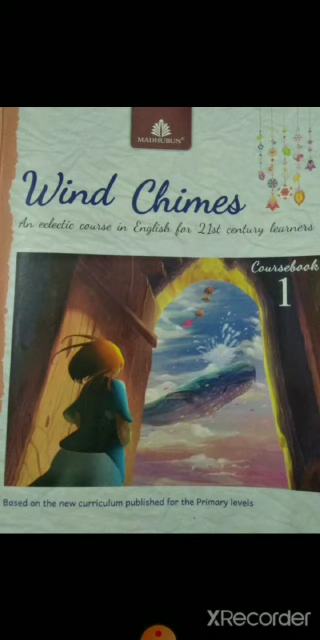 MADHUBUN®
Wind Chimes
An eclectic course in English for 21st century learners
Coursebook
1
Based on the new curriculum published for the Primary levels
XRecorder